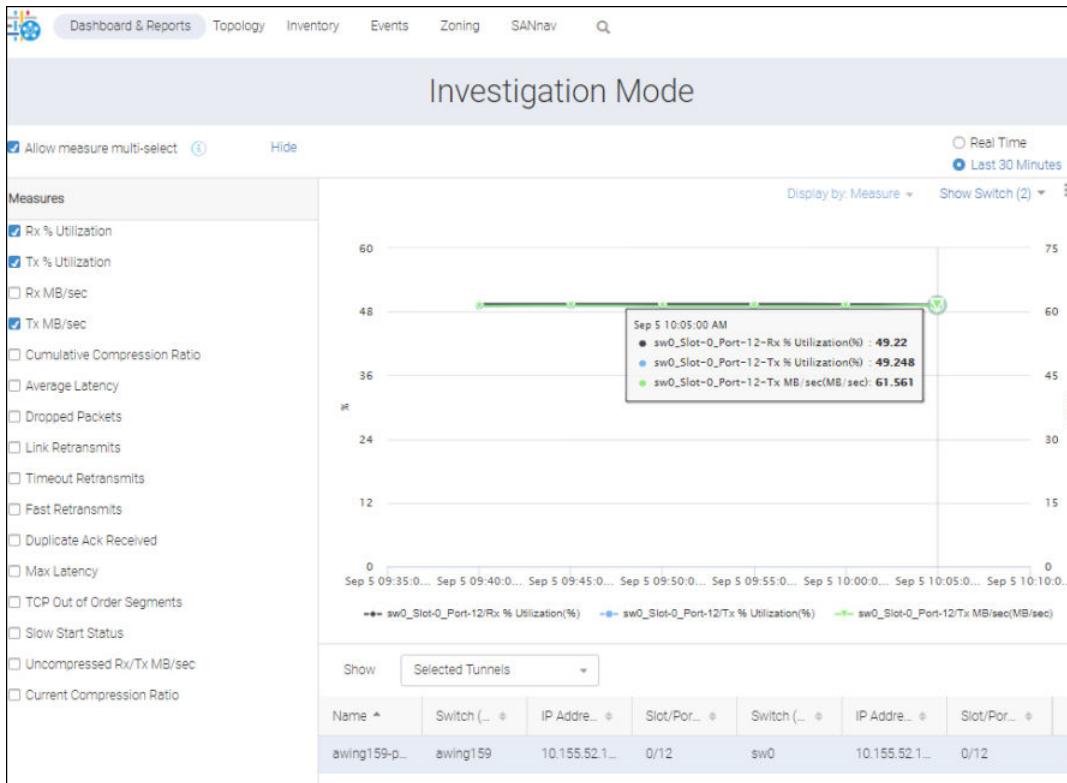 Dashboard & Reports Topology Inventory Events Zoning SANnav
Investigation Mode
Allow measure multi-select Hide
Real Time
Last 30 Minutes
Measures
Display by: Measure Show Switch (2)
Rx % Utilization
Tx % Utilization
Rx MB/sec
Tx MB/sec
Cumulative Compression Ratio
Average Latency
Dropped Packets
Link Retransmits
Timeout Retransmits
Fast Retransmits
Duplicate Ack Received
Max Latency
TCP Out of Order Segments
Slow Start Status
Uncompressed Rx/Tx MB/sec
Current Compression Ratio
60 75
48 60
36 45
%
24 30
12 15
0 0
Sep 5 10:05:00 AM
sw0_Slot-0_Port-12-Rx % Utilization(%) : 49.22
sw0_Slot-0_Port-12-Tx % Utilization(%) : 49.248
sw0_Slot-0_Port-12-Tx MB/sec(MB/sec): 61.561
Sep 5 09:35:0... Sep 5 09:40:0... Sep 5 09:45:0... Sep 5 09:50:0... Sep 5 09:55:0... Sep 5 10:00:0... Sep 5 10:05:0... Sep 5 10:10:0...
sw0_Slot-0_Port-12/Rx % Utilization(%) sw0_Slot-0_Port-12/Tx % Utilization(%) sw0_Slot-0_Port-12/Tx MB/sec(MB/sec)
Show Selected Tunnels
Name Switch (... IP Addre... Slot/Por... Switch (... IP Addre... Slot/Por...
awing159-p... awing159 10.155.52.1... 0/12 sw0 10.155.52.1... 0/12